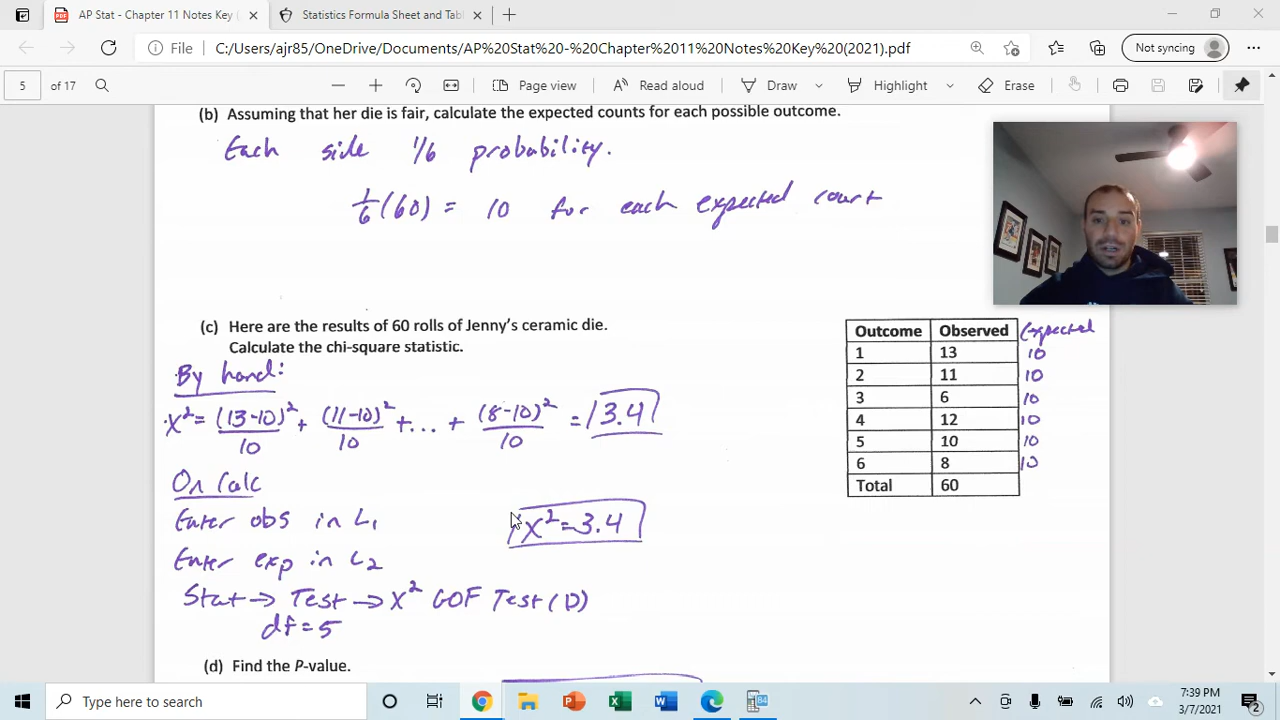 AP Stat - Chapter 11 Notes Key
Statistics Formula Sheet and Tab
File
C:/Users/ajr85/OneDrive/Documents/AP%20Stat%20-%20Chapter%2011%20Notes%20Key%20(2021).pdf
Not syncing
5 of 17
Page view
Read aloud
Draw
Highlight
Erase
(b) Assuming that her die is fair, calculate the expected counts for each possible outcome.
Each side 1/6 probability.
1/6(60) = 10 for each expected count
(c) Here are the results of 60 rolls of Jenny's ceramic die.
Calculate the chi-square statistic.
By hand:
X² = (13-10)²/10 + (11-10)²/10 + ... + (8-10)²/10 = 3.4
On Calc
Enter obs in L1
Enter exp in L2
X² = 3.4
Stat → Test → X² GOF Test (D)
df = 5
Outcome Observed Expected
1 13 10
2 11 10
3 6 10
4 12 10
5 10 10
6 8 10
Total 60
(d) Find the P-value.
Type here to search
84
7:39 PM
3/7/2021
2